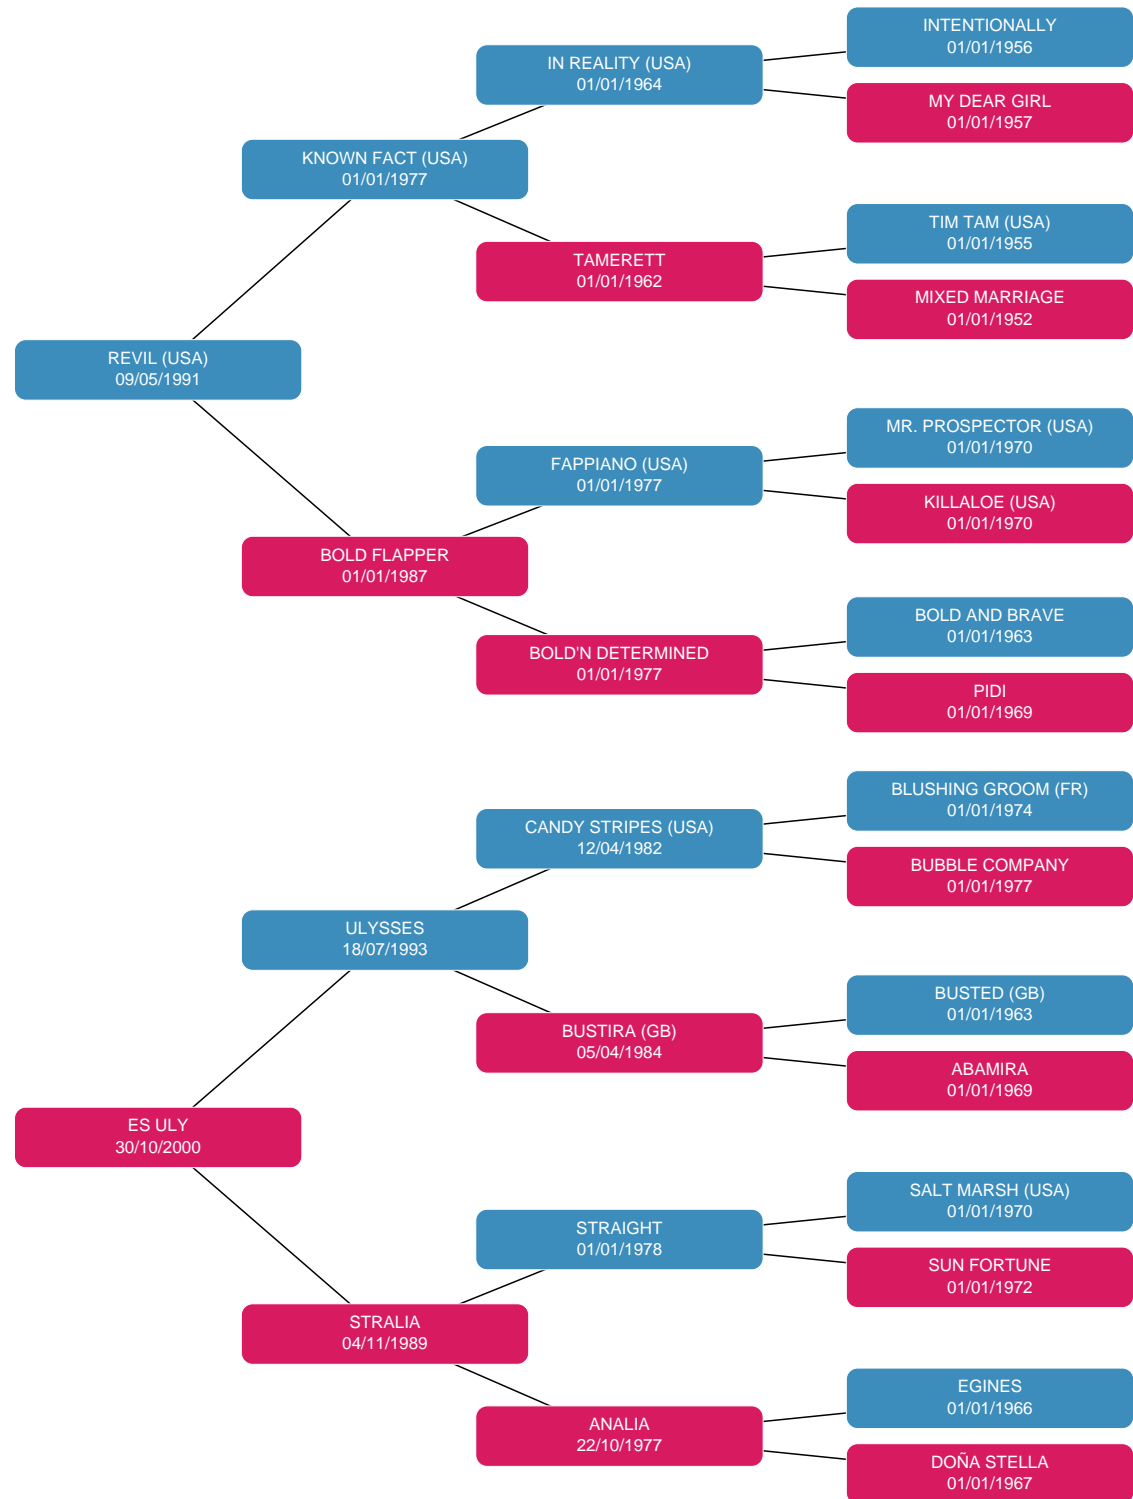 INTENTIONALLY
01/01/1956
IN REALITY (USA)
01/01/1964
MY DEAR GIRL
01/01/1957
KNOWN FACT (USA)
01/01/1977
TIM TAM (USA)
01/01/1955
TAMERETT
01/01/1962
MIXED MARRIAGE
01/01/1952
REVIL (USA)
09/05/1991
MR. PROSPECTOR (USA)
01/01/1970
FAPPIANO (USA)
01/01/1977
KILLALOE (USA)
01/01/1970
BOLD FLAPPER
01/01/1987
BOLD AND BRAVE
01/01/1963
BOLD'N DETERMINED
01/01/1977
PIDI
01/01/1969
BLUSHING GROOM (FR)
01/01/1974
CANDY STRIPES (USA)
12/04/1982
BUBBLE COMPANY
01/01/1977
ULYSSES
18/07/1993
BUSTED (GB)
01/01/1963
BUSTIRA (GB)
05/04/1984
ABAMIRA
01/01/1969
ES ULY
30/10/2000
SALT MARSH (USA)
01/01/1970
STRAIGHT
01/01/1978
SUN FORTUNE
01/01/1972
STRALIA
04/11/1989
EGINES
01/01/1966
ANALIA
22/10/1977
DOÑA STELLA
01/01/1967